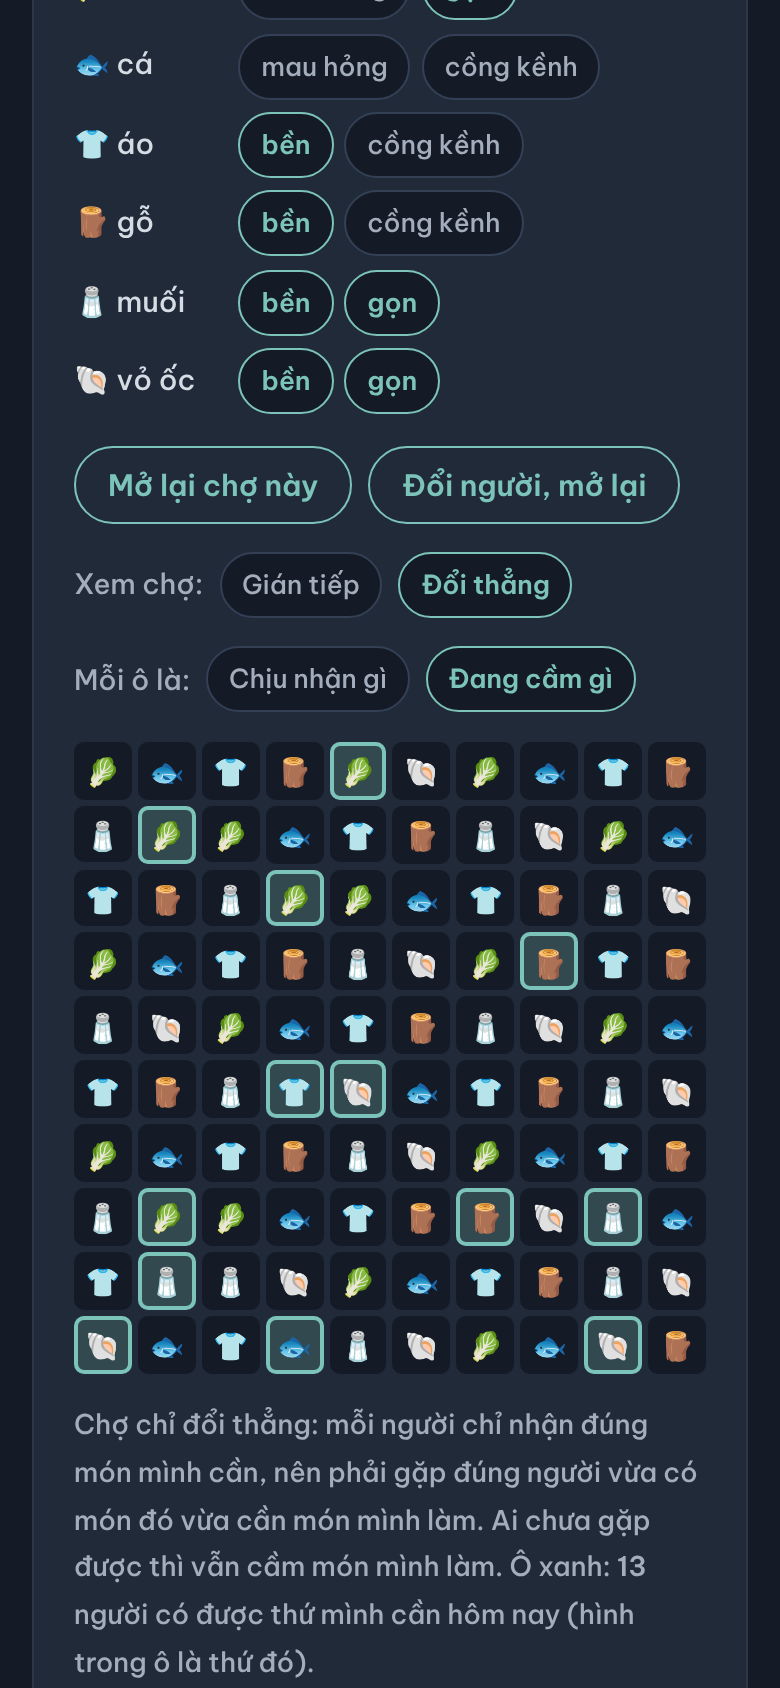 cá mau hỏng cồng kềnh
áo bền cồng kềnh
gỗ bền cồng kềnh
muối bền gọn
vỏ ốc bền gọn
Mở lại chợ này Đổi người, mở lại
Xem chợ: Gián tiếp Đổi thẳng
Mỗi ô là: Chịu nhận gì Đang cầm gì
Chợ chỉ đổi thẳng: mỗi người chỉ nhận đúng
món mình cần, nên phải gặp đúng người vừa có
món đó vừa cần món mình làm. Ai chưa gặp
được thì vẫn cầm món mình làm. Ô xanh: 13
người có được thứ mình cần hôm nay (hình
trong ô là thứ đó).